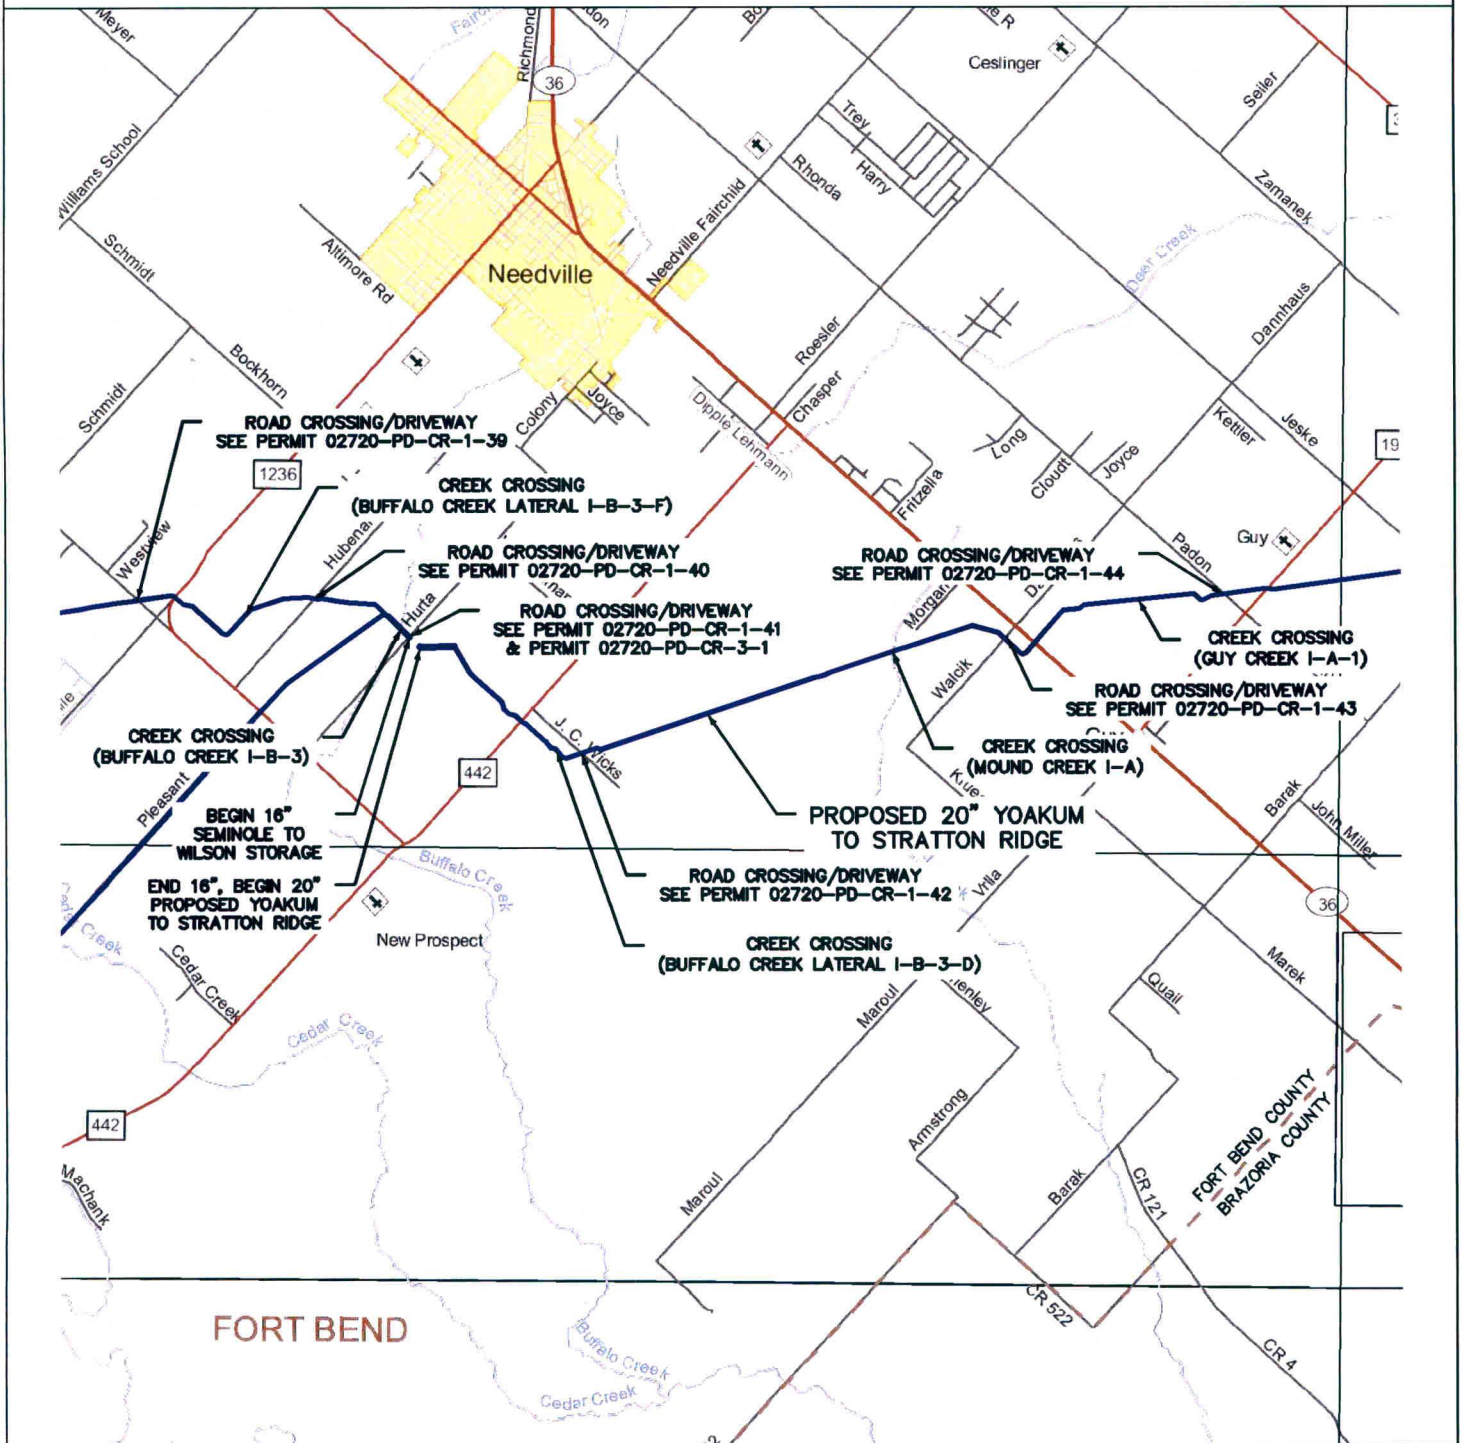 Meyer
Richmond
36
Ceslinger
Seiler
Trey
Harry
Rhonda
Zamanek
Williams School
Schmidt
Altimore Rd
Needville
Needville Fairchild
Deer Creek
Dannhaus
Roesler
Bockhorn
Schmidt
Colony
Joyce
Dipple Lehmann
Chasper
Long
Cloudt
Joyce
Kettler
Jeske
19
Fritzella
ROAD CROSSING/DRIVEWAY
SEE PERMIT 02720-PD-CR-1-39
1236
CREEK CROSSING
(BUFFALO CREEK LATERAL I-B-3-F)
Westview
ROAD CROSSING/DRIVEWAY
SEE PERMIT 02720-PD-CR-1-40
Hurta
ROAD CROSSING/DRIVEWAY
SEE PERMIT 02720-PD-CR-1-41
& PERMIT 02720-PD-CR-3-1
ROAD CROSSING/DRIVEWAY
SEE PERMIT 02720-PD-CR-1-44
Padon
Guy
Walcik
CREEK CROSSING
(GUY CREEK I-A-1)
ROAD CROSSING/DRIVEWAY
SEE PERMIT 02720-PD-CR-1-43
CREEK CROSSING
(BUFFALO CREEK I-B-3)
J. C. Wicks
442
CREEK CROSSING
(MOUND CREEK I-A)
Pleasant
BEGIN 16"
SEMINOLE TO
WILSON STORAGE
PROPOSED 20" YOAKUM
TO STRATTON RIDGE
Barak
John Miller
END 16", BEGIN 20"
PROPOSED YOAKUM
TO STRATTON RIDGE
Buffalo Creek
ROAD CROSSING/DRIVEWAY
SEE PERMIT 02720-PD-CR-1-42
Vrlla
36
New Prospect
CREEK CROSSING
(BUFFALO CREEK LATERAL I-B-3-D)
Creek
Cedar Creek
Cedar Creek
Maroul
Quail
Marek
442
Machank
Maroul
Armstrong
Barak
CR 121
FORT BEND COUNTY
BRAZORIA COUNTY
FORT BEND
CR 522
CR 4
Buffalo Creek
Cedar Creek